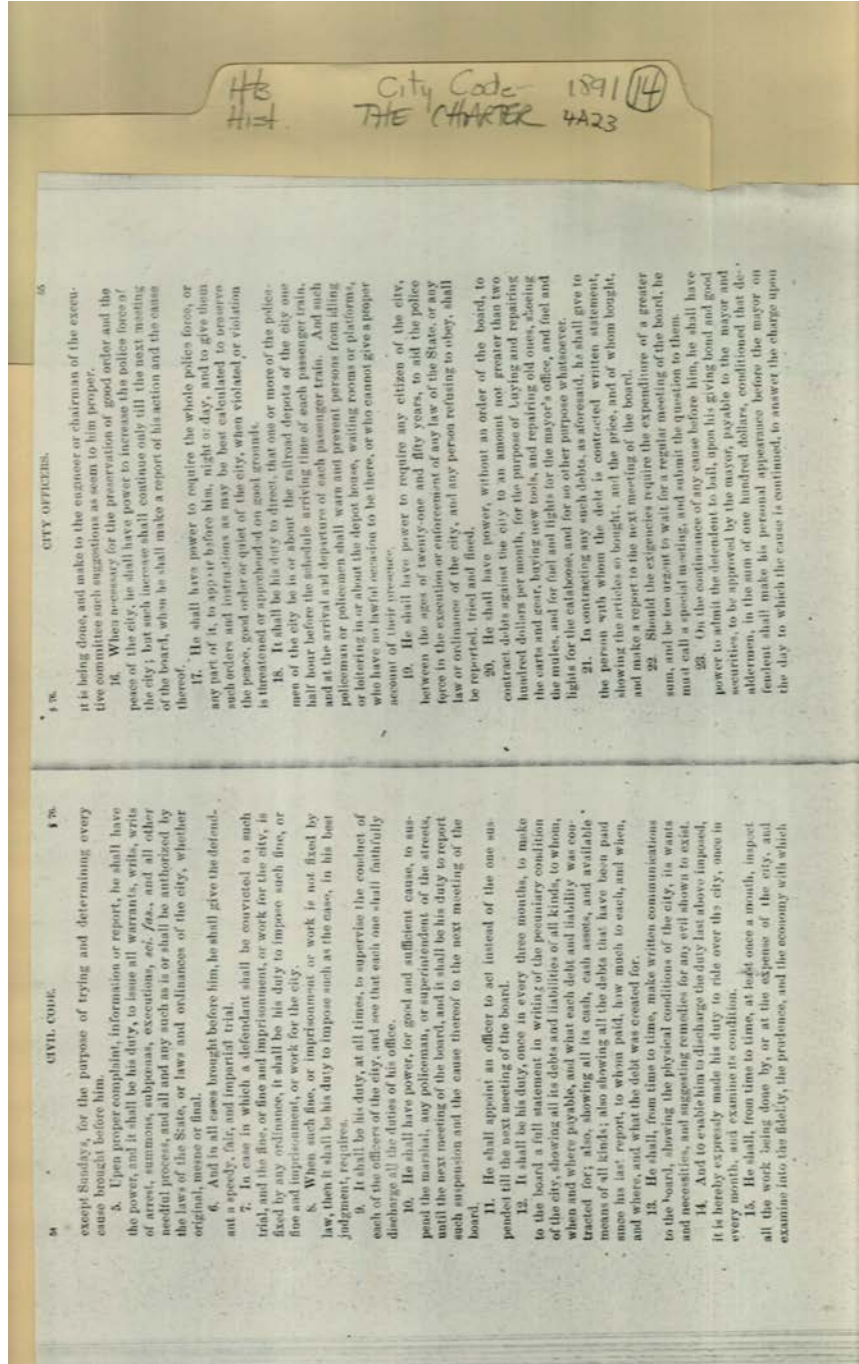 HB City Code- 1891 14
Hist. THE CHARTER 4A23
54 CIVIL CODE. § 76.
except Sundays, for the purpose of trying and determining every
cause brought before him.
5. Upon proper complaint, information or report, he shall have
the power, and it shall be his duty, to issue all warrants, writs, writs
of arrest, summons, subpœnas, executions, sci. fas., and all other
needful process, and all and any such as is or shall be authorized by
the laws of the State, or laws and ordinances of the city, whether
original, mesne or final.
6. And in all cases brought before him, he shall give the defend-
ant a speedy, fair, and impartial trial.
7. In case in which a defendant shall be convicted on such
trial, and the fine, or fine and imprisonment, or work for the city, is
fixed by any ordinance, it shall be his duty to impose such fine, or
fine and imprisonment, or work for the city.
8. When such fine, or imprisonment or work is not fixed by
law, then it shall be his duty to impose such as the case, in his best
judgment, requires.
9. It shall be his duty, at all times, to supervise the conduct of
each of the officers of the city, and see that each one shall faithfully
discharge all the duties of his office.
10. He shall have power, for good and sufficient cause, to sus-
pend the marshal, any policeman, or superintendent of the streets,
until the next meeting of the board, and it shall be his duty to report
such suspension and the cause thereof to the next meeting of the
board.
11. He shall appoint an officer to act instead of the one sus-
pended till the next meeting of the board.
12. It shall be his duty, once in every three months, to make
to the board a full statement in writing of the pecuniary condition
of the city, showing all its debts and liabilities of all kinds, to whom,
when and where payable, and what each debt and liability was con-
tracted for; also, showing all its cash, cash assets, and available
means of all kinds; also showing all the debts that have been paid
since his last report, to whom paid, how much to each, and when,
and where, and what the debt was created for.
13. He shall, from time to time, make written communications
to the board, showing the physical conditions of the city, its wants
and necessities, and suggesting remedies for any evil shown to exist.
14. And to enable him to discharge the duty last above imposed,
it is hereby expressly made his duty to ride over the city, once in
every month, and examine its condition.
15. He shall, from time to time, at least once a month, inspect
all the work being done by, or at the expense of the city, and
examine into the fidelity, the prudence, and the economy with which
§ 76. CITY OFFICERS. 55
it is being done, and make to the engineer or chairman of the execu-
tive committee such suggestions as seem to him proper.
16. When necessary for the preservation of good order and the
peace of the city, he shall have power to increase the police force of
the city; but such increase shall continue only till the next meeting
of the board, when he shall make a report of his action and the cause
thereof.
17. He shall have power to require the whole police force, or
any part of it, to appear before him, night or day, and to give them
such orders and instructions as may be best calculated to preserve
the peace, good order or quiet of the city, when violated or violation
is threatened or apprehended on good grounds.
18. It shall be his duty to direct, that one or more of the police-
men of the city be in or about the railroad depots of the city one
half hour before the schedule arriving time of each passenger train,
and at the arrival and departure of each passenger train. And such
policeman or policemen shall warn and prevent persons from idling
or loitering in or about the depot house, waiting rooms or platforms,
who have no lawful occasion to be there, or who cannot give a proper
account of their presence.
19. He shall have power to require any citizen of the city,
between the ages of twenty-one and fifty years, to aid the police
force in the execution or enforcement of any law of the State, or any
law or ordinance of the city, and any person refusing to obey, shall
be reported, tried and fined.
20. He shall have power, without an order of the board, to
contract debts against the city to an amount not greater than two
hundred dollars per month, for the purpose of buying and repairing
the carts and gear, buying new tools, and repairing old ones, shoeing
the mules, and for fuel and lights for the mayor's office, and fuel and
lights for the calaboose, and for no other purpose whatsoever.
21. In contracting any such debts, as aforesaid, he shall give to
the person with whom the debt is contracted written statement,
showing the articles so bought, and the price, and of whom bought,
and make a report to the next meeting of the board.
22. Should the exigencies require the expenditure of a greater
sum, and be too urgent to wait for a regular meeting of the board, he
must call a special meeting, and submit the question to them.
23. On the continuance of any cause before him, he shall have
power to admit the defendent to bail, upon his giving bond and good
securities, to be approved by the mayor, payable to the mayor and
aldermen, in the sum of one hundred dollars, conditioned that de-
fendent shall make his personal appearance before the mayor on
the day to which the cause is continued, to answer the charge upon